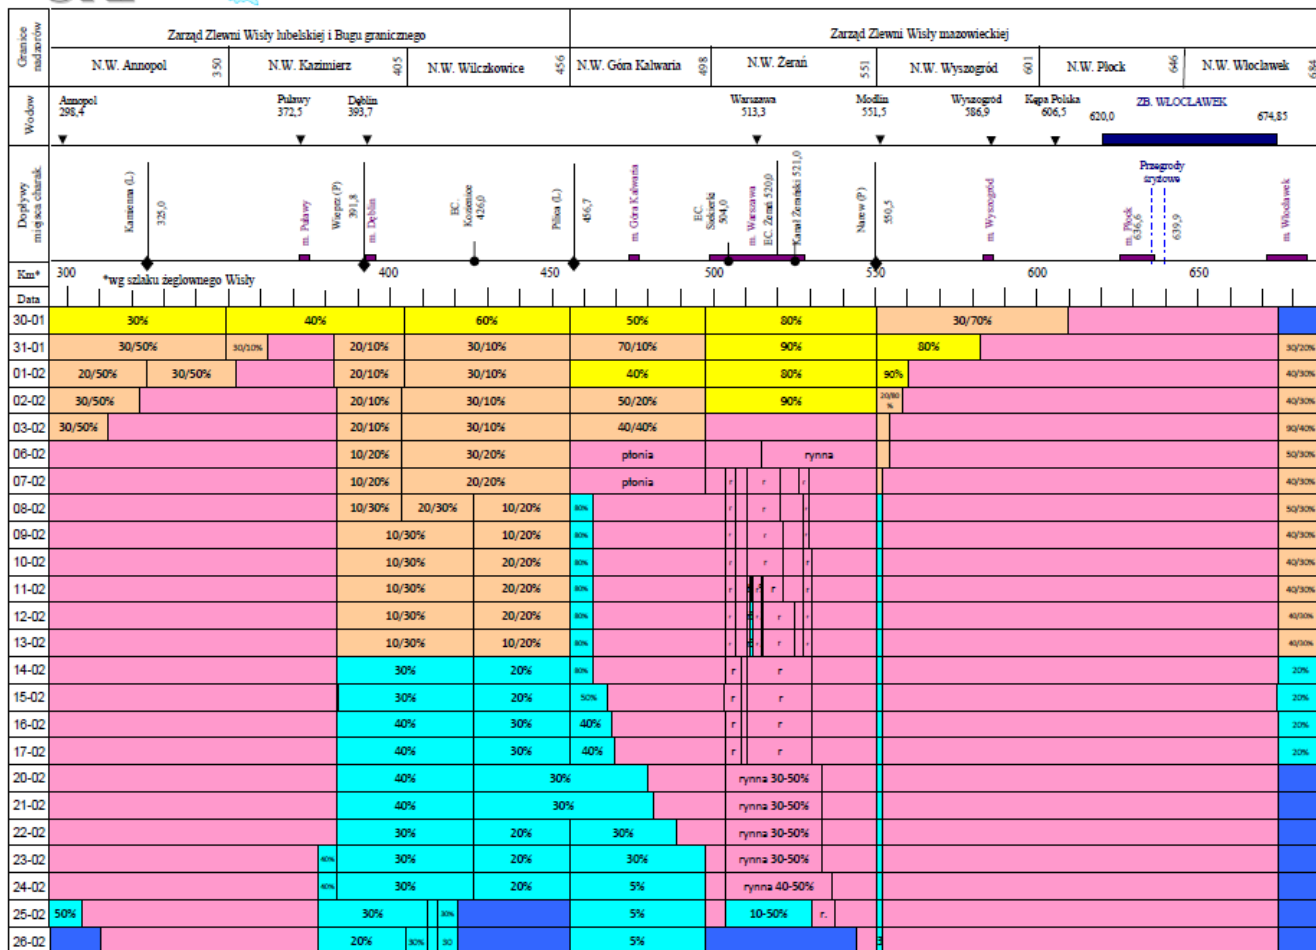 Granice nadzorów
Zarząd Zlewni Wisły lubelskiej i Bugu granicznego
Zarząd Zlewni Wisły mazowieckiej
N.W. Annopol 350 N.W. Kazimierz 405 N.W. Wilczkowice 456 N.W. Góra Kalwaria 498 N.W. Żerań 551 N.W. Wyszogród 601 N.W. Płock 646 N.W. Włocławek 684
Wodow
Annopol 298,4
Puławy 372,5
Dęblin 393,7
Warszawa 513,3
Modlin 551,5
Wyszogród 586,9
Kępa Polska 606,5
ZB. WŁOCŁAWEK
620,0
674,85
Dopływy miejsca charak.
Kamienna (L) 325,0
m. Puławy
Wieprz (P) 391,8
m. Dęblin
EC. Kozienice 426,0
Pilica (L) 456,7
m. Góra Kalwaria
EC. Siekierki 504,0
m. Warszawa
EC. Żerań 520,0
Kanał Żerański 521,0
Narew (P) 550,5
m. Wyszogród
m. Płock
636,6
Przegrody śryżowe
639,9
m. Włocławek
Km* 300 400 450 500 550 600 650
*wg szlaku żeglownego Wisły
Data
30-01 30% 40% 60% 50% 80% 30/70%
31-01 30/50% 30/10% 20/10% 30/10% 70/10% 90% 80% 30/20%
01-02 20/50% 30/50% 20/10% 30/10% 40% 80% 90% 40/30%
02-02 30/50% 20/10% 30/10% 50/20% 90% 20/80 % 40/30%
03-02 30/50% 20/10% 30/10% 40/40% 90/40%
06-02 10/20% 30/20% płonia rynna 50/30%
07-02 10/20% 20/20% płonia r r r 40/30%
08-02 10/30% 20/30% 10/20% 80% r r r 50/30%
09-02 10/30% 10/20% 80% r r r 40/30%
10-02 10/30% 20/20% 80% r r r 40/30%
11-02 10/30% 20/20% 80% r r r r 40/30%
12-02 10/30% 20/20% 80% r r r r 40/30%
13-02 10/30% 10/20% 80% r r r r 40/30%
14-02 30% 20% 80% r r 20%
15-02 30% 20% 50% r r 20%
16-02 40% 30% 40% r r 20%
17-02 40% 30% 40% r r 20%
20-02 40% 30% rynna 30-50%
21-02 40% 30% rynna 30-50%
22-02 30% 20% 30% rynna 30-50%
23-02 40% 30% 20% 30% rynna 30-50%
24-02 40% 30% 20% 5% rynna 40-50%
25-02 50% 30% 30% 5% 10-50% r.
26-02 20% 30% 30 5% 3